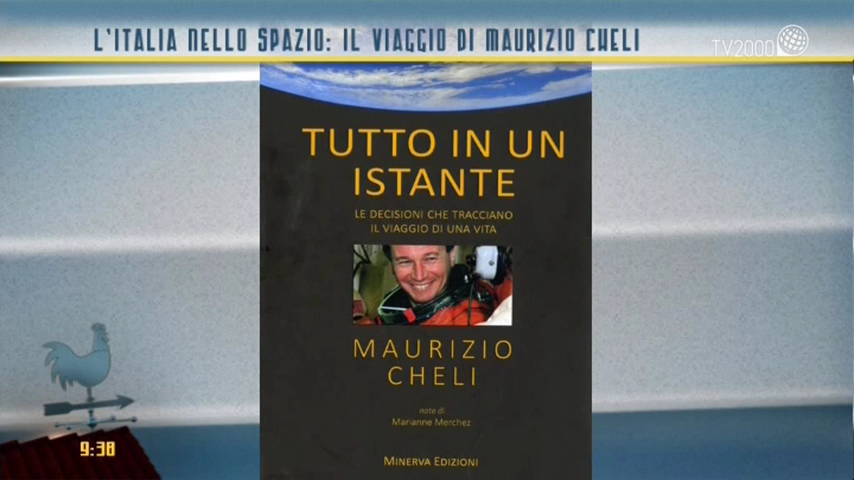 L'ITALIA NELLO SPAZIO: IL VIAGGIO DI MAURIZIO CHELI
TV2000
TUTTO IN UN
ISTANTE
LE DECISIONI CHE TRACCIANO
IL VIAGGIO DI UNA VITA
MAURIZIO
CHELI
note di
Marianne Merchez
MINERVA EDIZIONI
9:38